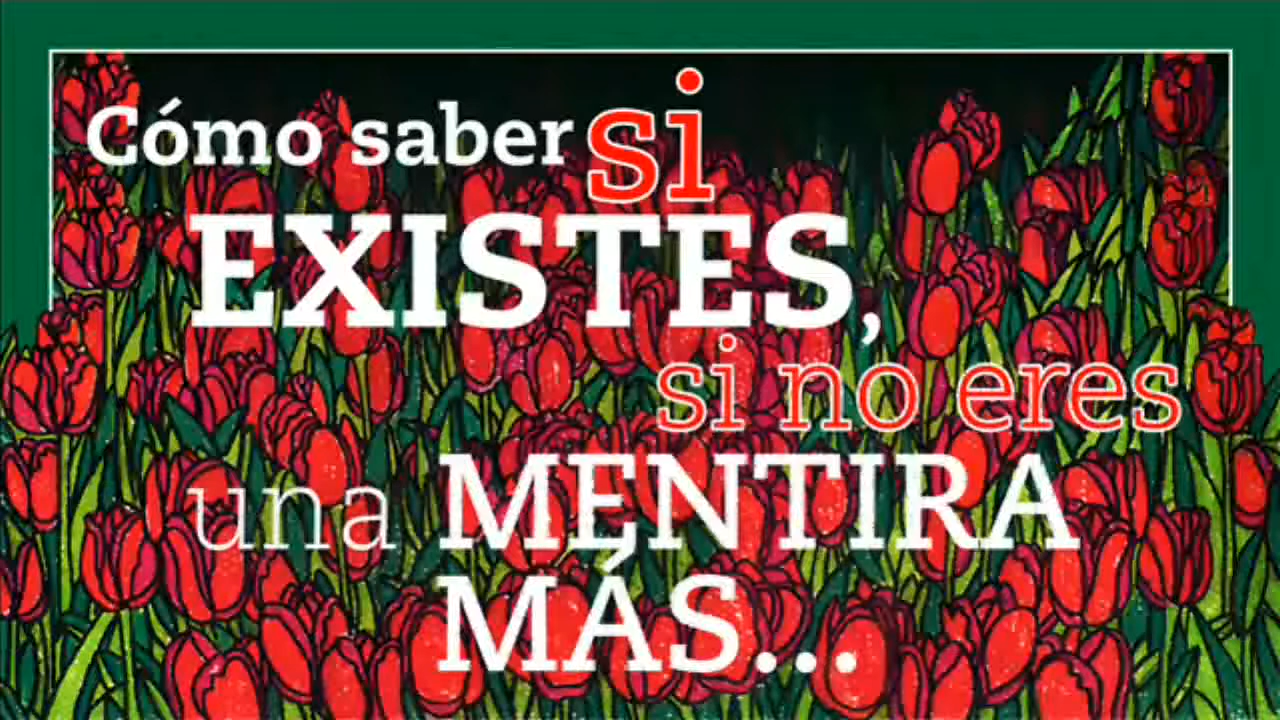 Cómo saber si
EXISTES,
si no eres
una MENTIRA
MÁS...